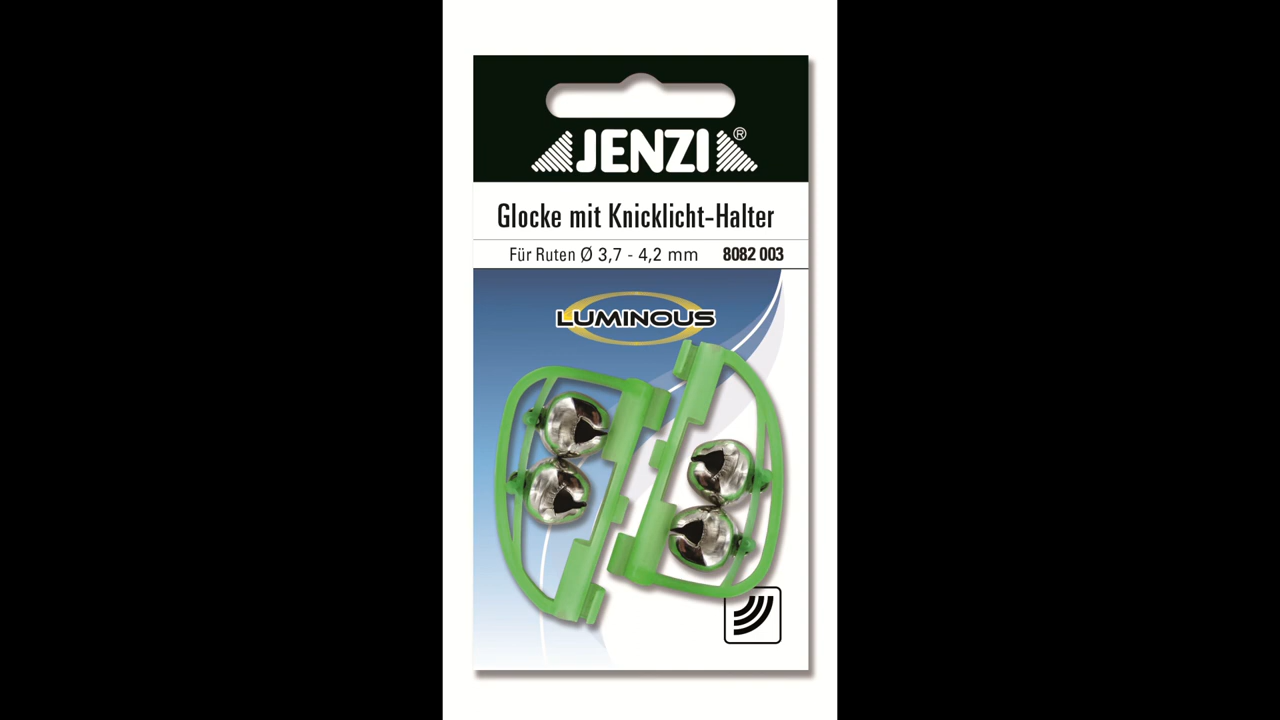 JENZI®
Glocke mit Knicklicht-Halter
Für Ruten Ø 3,7 - 4,2 mm 8082 003
LUMINOUS